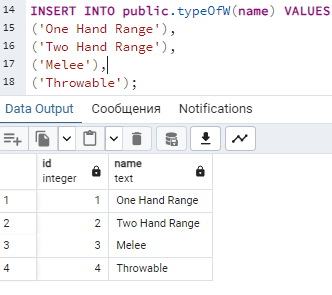 14 INSERT INTO public.typeOfW(name) VALUES
15 ('One Hand Range'),
16 ('Two Hand Range'),
17 ('Melee'),
18 ('Throwable');
Data Output Сообщения Notifications
id integer name text
1 1 One Hand Range
2 2 Two Hand Range
3 3 Melee
4 4 Throwable